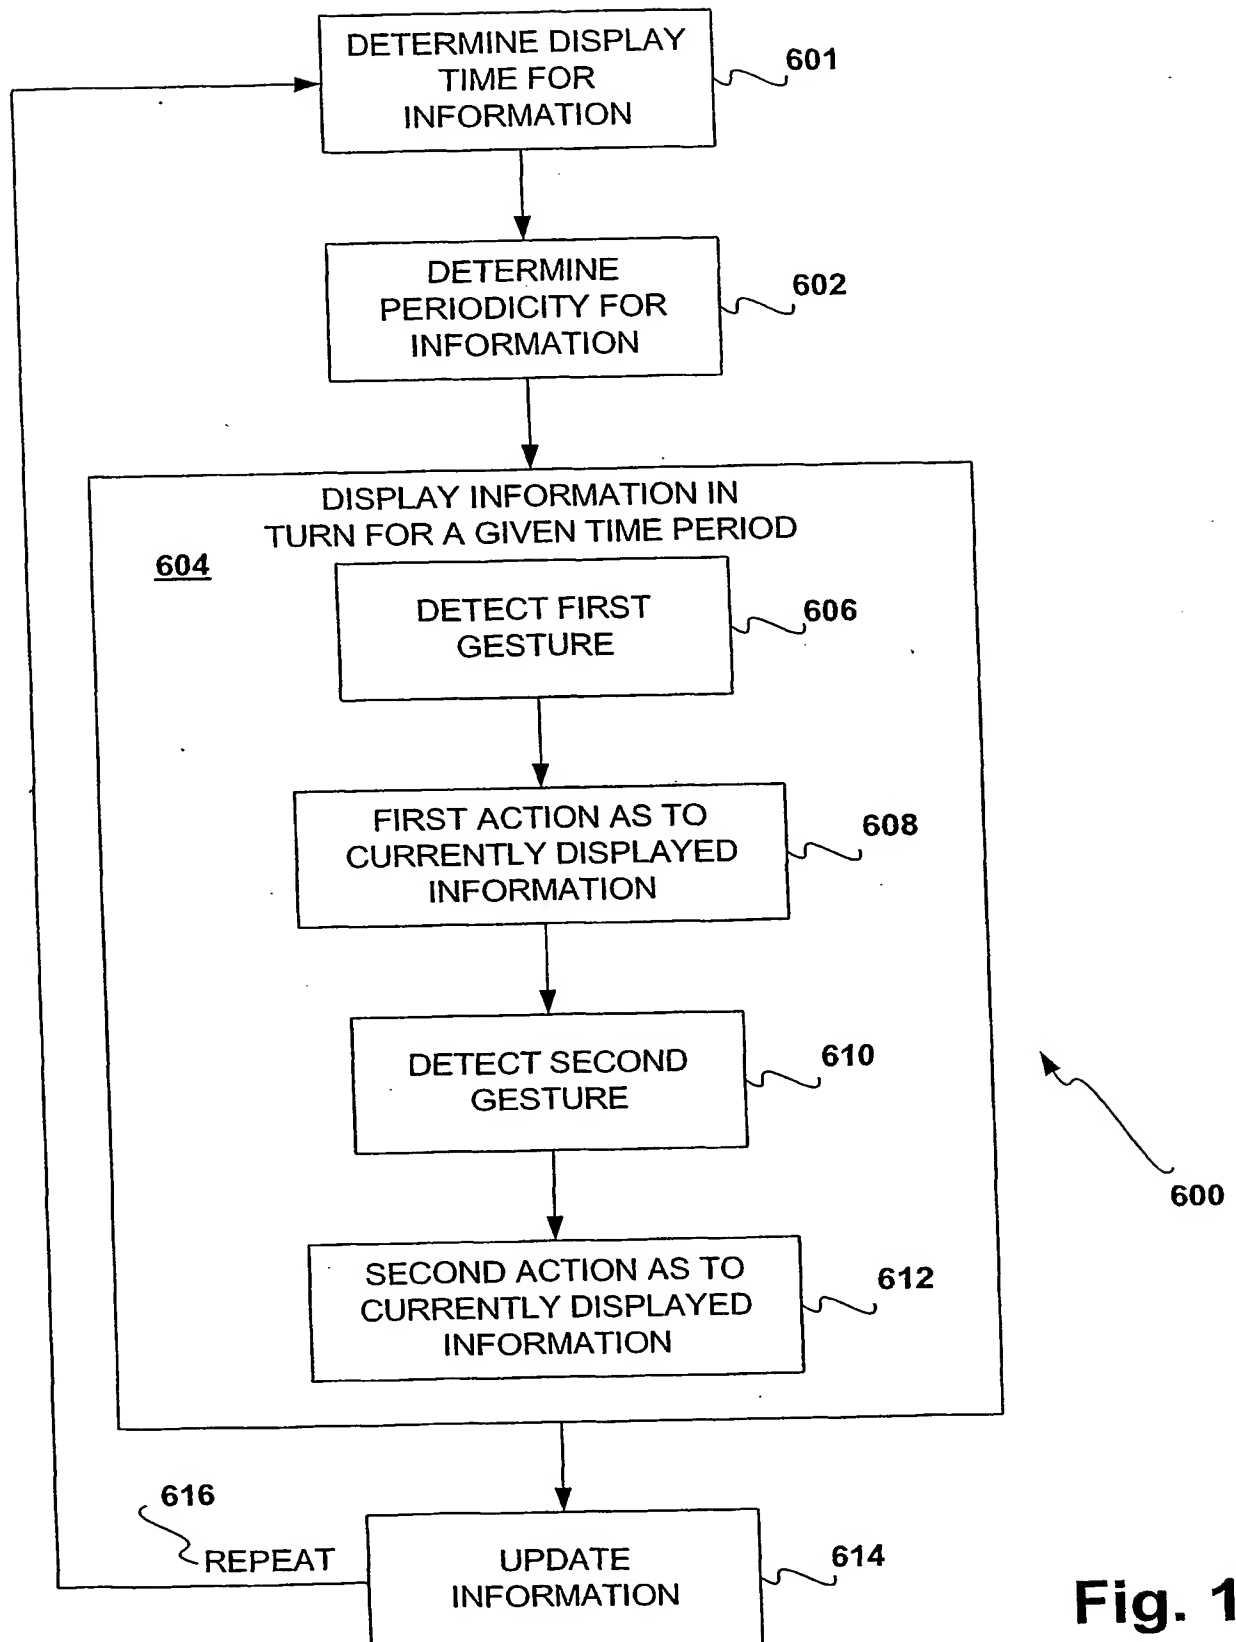 DETERMINE DISPLAY
TIME FOR
INFORMATION
601
DETERMINE
PERIODICITY FOR
INFORMATION
602
DISPLAY INFORMATION IN
TURN FOR A GIVEN TIME PERIOD
604
DETECT FIRST
GESTURE
606
FIRST ACTION AS TO
CURRENTLY DISPLAYED
INFORMATION
608
DETECT SECOND
GESTURE
610
600
SECOND ACTION AS TO
CURRENTLY DISPLAYED
INFORMATION
612
616
REPEAT
UPDATE
INFORMATION
614
Fig. 1